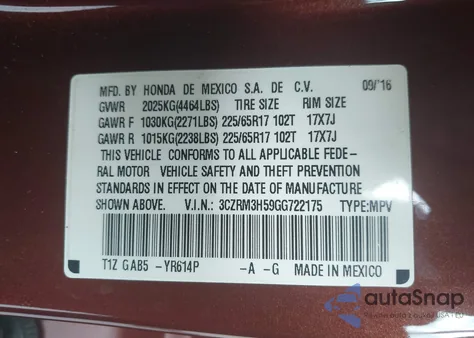 MFD. BY HONDA DE MEXICO S.A. DE C.V. 09/16
GVWR 2025KG(4464LBS) TIRE SIZE RIM SIZE
GAWR F 1030KG(2271LBS) 225/65R17 102T 17X7J
GAWR R 1015KG(2238LBS) 225/65R17 102T 17X7J
THIS VEHICLE CONFORMS TO ALL APPLICABLE FEDE-
RAL MOTOR VEHICLE SAFETY AND THEFT PREVENTION
STANDARDS IN EFFECT ON THE DATE OF MANUFACTURE
SHOWN ABOVE. V.I.N.: 3CZRM3H59GG722175 TYPE:MPV
T1Z GAB5 -YR614P -A -G MADE IN MEXICO
autoSnap